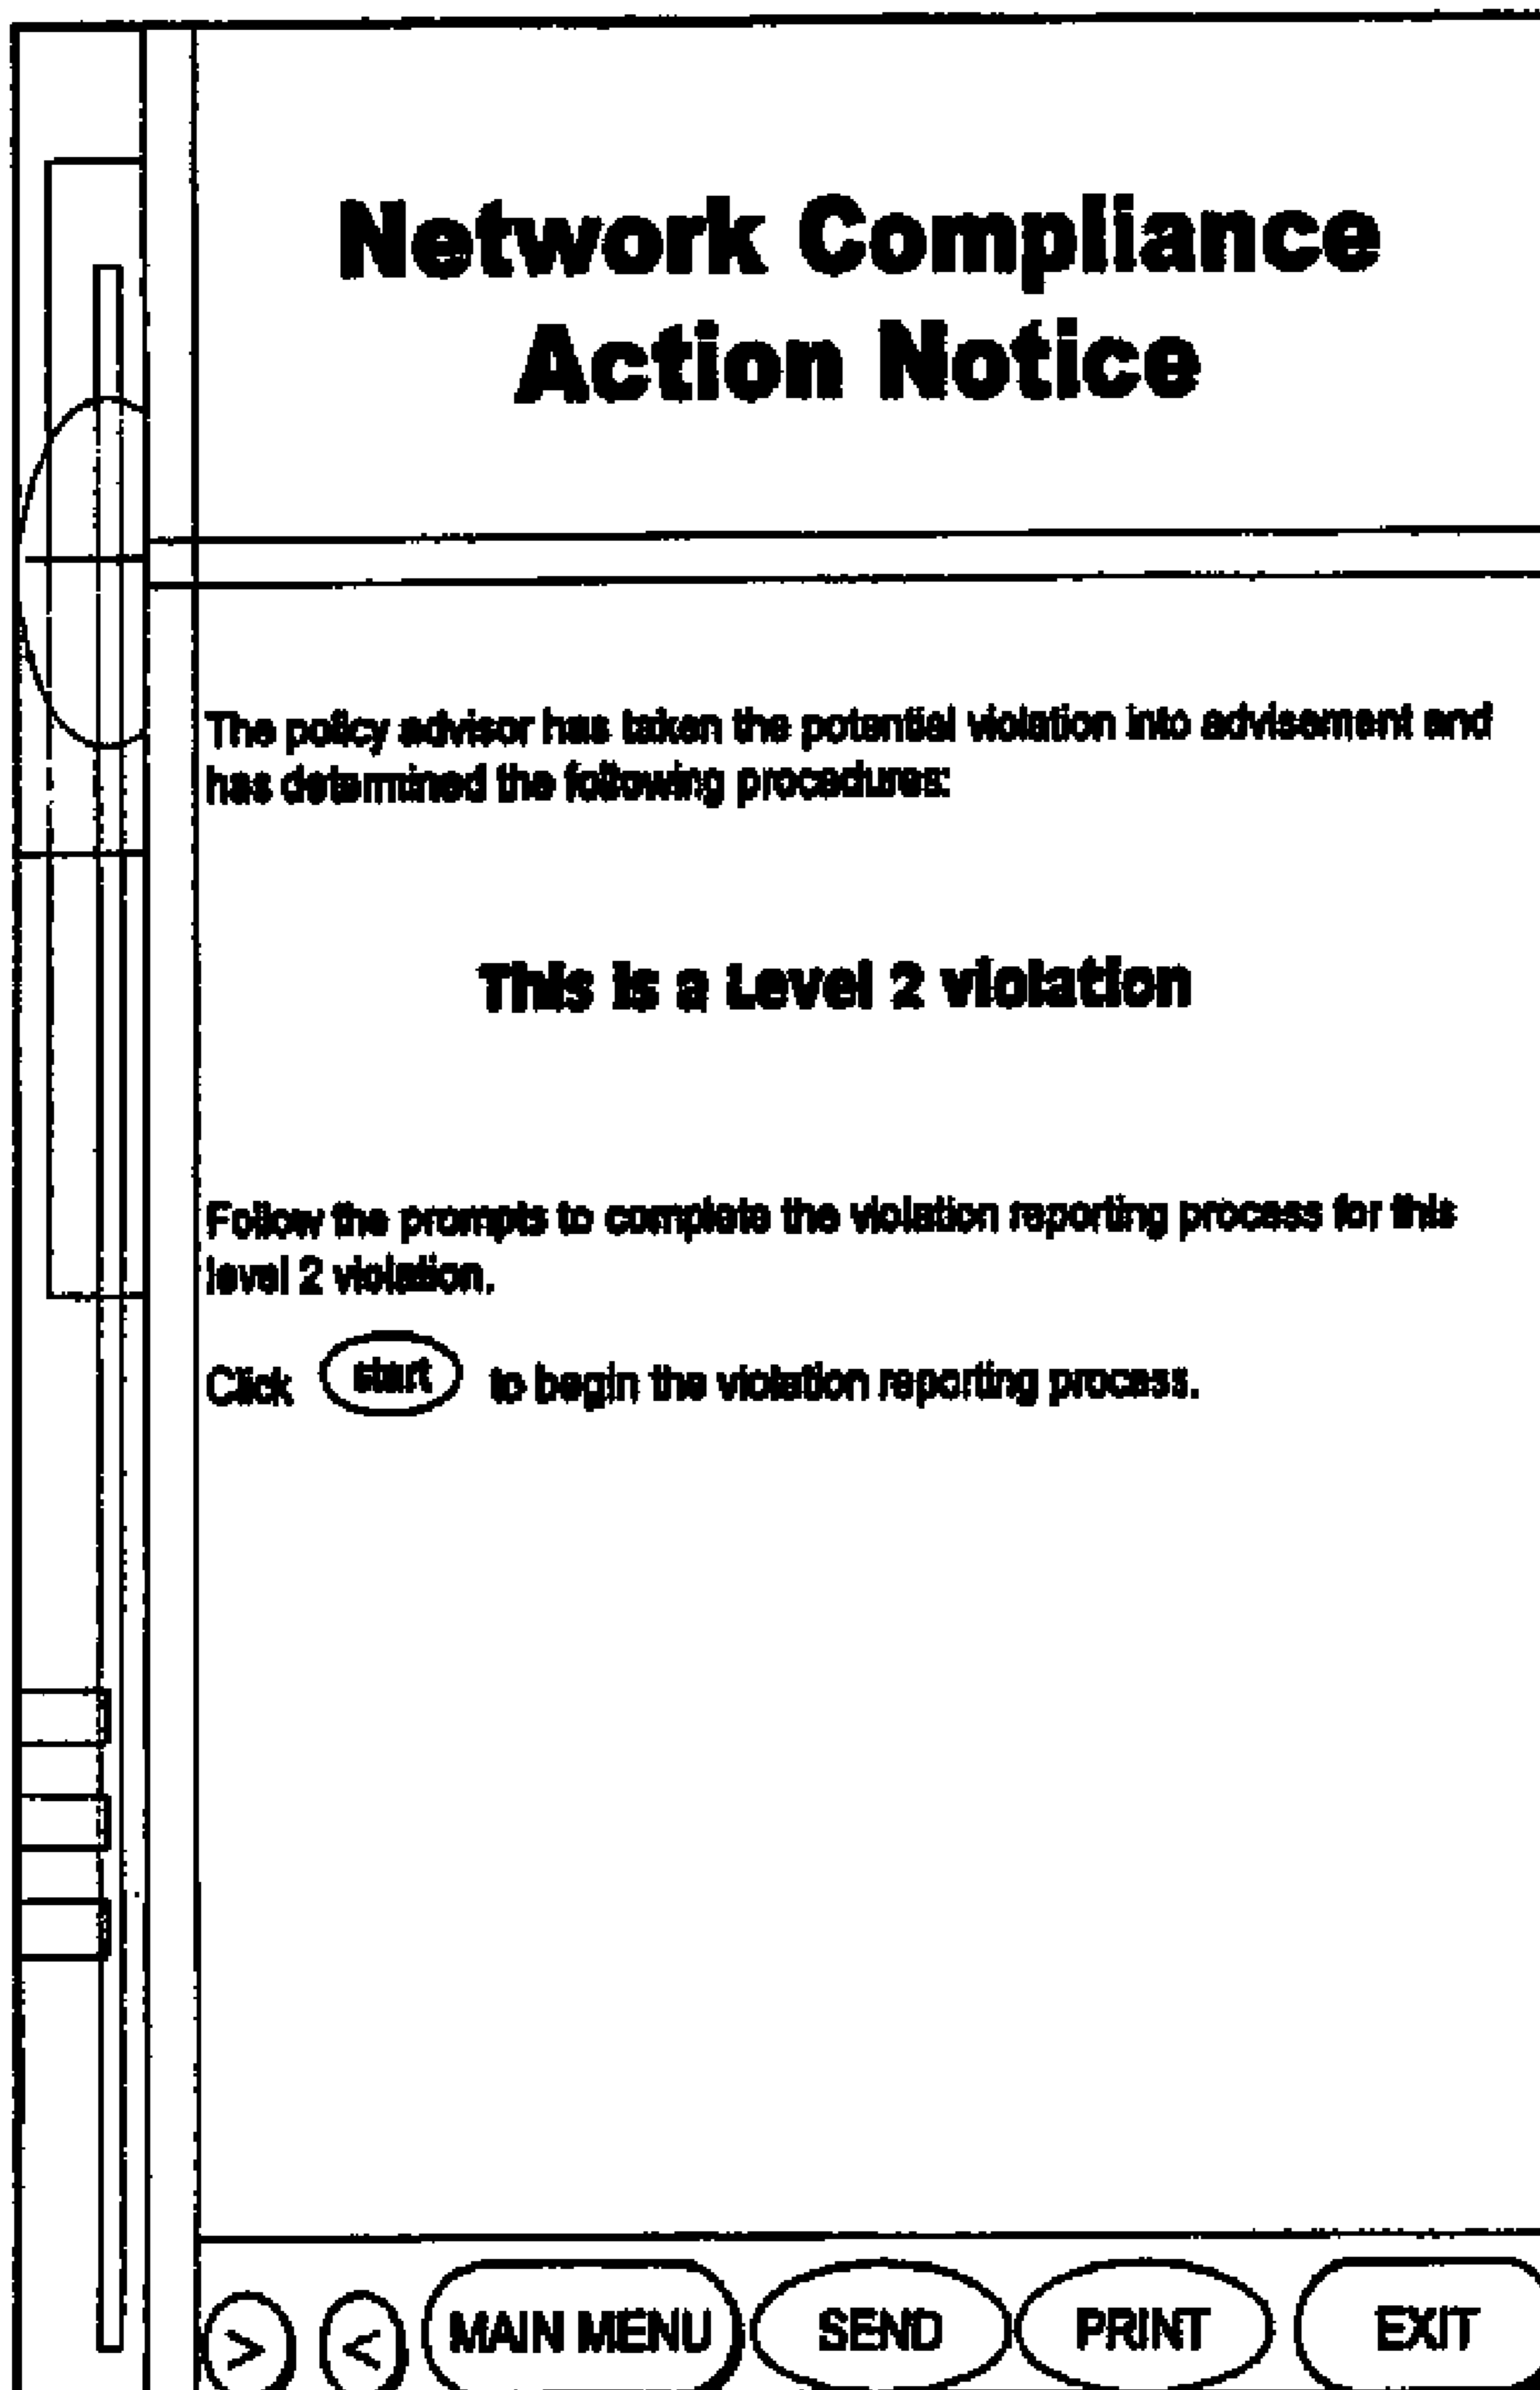 Network Compliance
Action Notice
The policy advisor has taken the potential violation into advisement and
has determined the following procedures:
This is a Level 2 violation
Follow the prompts to complete the violation reporting process for this
level 2 violation.
Click start to begin the violation reporting process.
> < MAIN MENU SEND PRINT EXIT